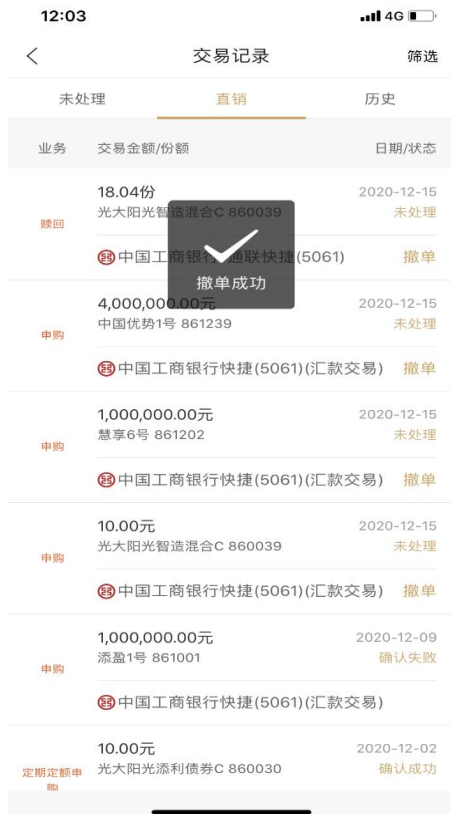 12:03 4G
交易记录 筛选
未处理 直销 历史
业务 交易金额/份额 日期/状态
18.04份 2020-12-15
赎回 光大阳光智造混合C 860039 未处理
中国工商银行 通联快捷(5061) 撤单
撤单成功
4,000,000.00元 2020-12-15
申购 中国优势1号 861239 未处理
中国工商银行快捷(5061)(汇款交易) 撤单
1,000,000.00元 2020-12-15
申购 慧享6号 861202 未处理
中国工商银行快捷(5061)(汇款交易) 撤单
10.00元 2020-12-15
申购 光大阳光智造混合C 860039 未处理
中国工商银行快捷(5061)(汇款交易) 撤单
1,000,000.00元 2020-12-09
申购 添盈1号 861001 确认失败
中国工商银行快捷(5061)(汇款交易)
10.00元 2020-12-02
定期定额申购 光大阳光添利债券C 860030 确认成功